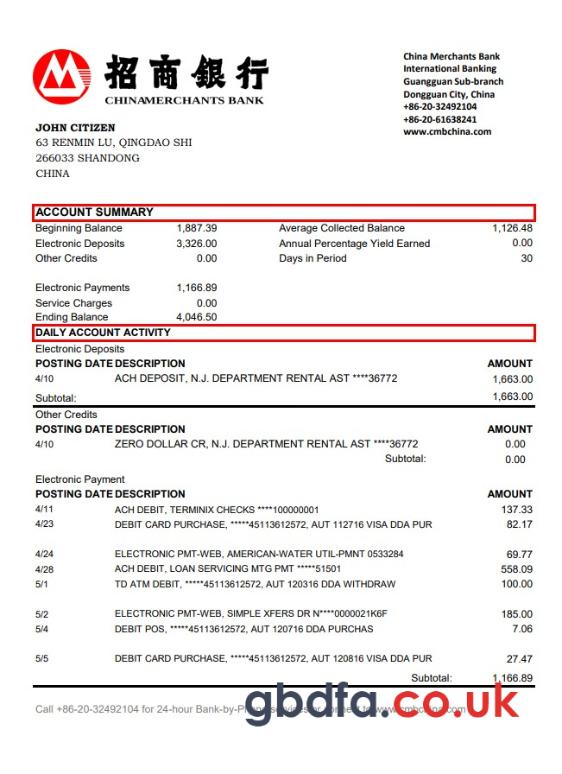 招商銀行
CHINA MERCHANTS BANK
China Merchants Bank
International Banking
Guangguan Sub-branch
Dongguan City, China
+86-20-32492104
+86-20-61638241
www.cmbchina.com
JOHN CITIZEN
63 RENMIN LU, QINGDAO SHI
266033 SHANDONG
CHINA
ACCOUNT SUMMARY
Beginning Balance 1,887.39 Average Collected Balance 1,126.48
Electronic Deposits 3,326.00 Annual Percentage Yield Earned 0.00
Other Credits 0.00 Days in Period 30
Electronic Payments 1,166.89
Service Charges 0.00
Ending Balance 4,046.50
DAILY ACCOUNT ACTIVITY
Electronic Deposits
POSTING DATE DESCRIPTION AMOUNT
4/10 ACH DEPOSIT, N.J. DEPARTMENT RENTAL AST ****36772 1,663.00
Subtotal: 1,663.00
Other Credits
POSTING DATE DESCRIPTION AMOUNT
4/10 ZERO DOLLAR CR, N.J. DEPARTMENT RENTAL AST ****36772 0.00
Subtotal: 0.00
Electronic Payment
POSTING DATE DESCRIPTION AMOUNT
4/11 ACH DEBIT, TERMINIX CHECKS ****100000001 137.33
4/23 DEBIT CARD PURCHASE, *****45113612572, AUT 112716 VISA DDA PUR 82.17
4/24 ELECTRONIC PMT-WEB, AMERICAN-WATER UTIL-PMNT 0533284 69.77
4/28 ACH DEBIT, LOAN SERVICING MTG PMT *****51501 558.09
5/1 TD ATM DEBIT, *****45113612572, AUT 120316 DDA WITHDRAW 100.00
5/2 ELECTRONIC PMT-WEB, SIMPLE XFERS DR N****0000021K6F 185.00
5/4 DEBIT POS, *****45113612572, AUT 120716 DDA PURCHAS 7.06
5/5 DEBIT CARD PURCHASE, *****45113612572, AUT 120816 VISA DDA PUR 27.47
Subtotal: 1,166.89
Call +86-20-32492104 for 24-hour Bank-by-Phone services or connect to www.cmbchina.com
gbdfa.co.uk